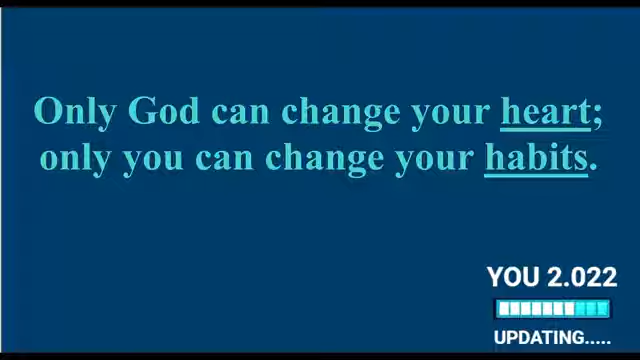 Only God can change your heart;
only you can change your habits.
YOU 2.022
UPDATING.....